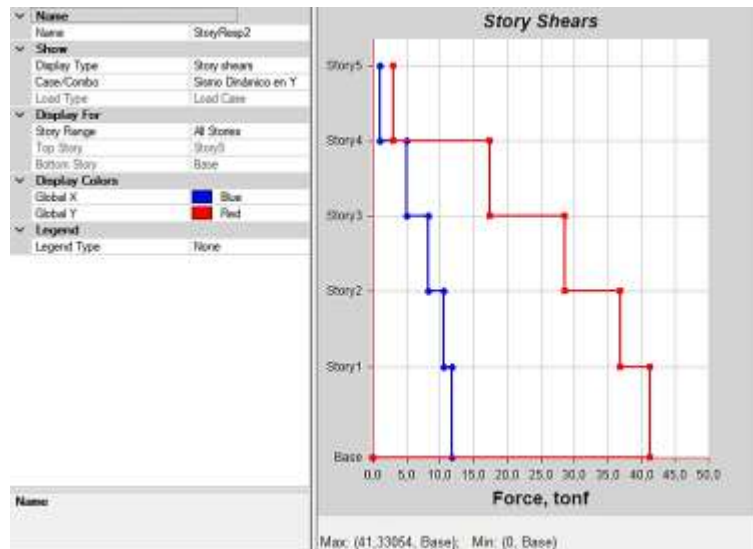 Name
Name StoryResp2
Show
Display Type Story shears
Case/Combo Sismo Dinámico en Y
Load Type Load Case
Display For
Story Range All Stories
Top Story Story5
Bottom Story Base
Display Colors
Global X Blue
Global Y Red
Legend
Legend Type None
Name
Story Shears
Story5
Story4
Story3
Story2
Story1
Base
0,0 5,0 10,0 15,0 20,0 25,0 30,0 35,0 40,0 45,0 50,0
Force, tonf
Max: (41,33054, Base); Min: (0, Base)